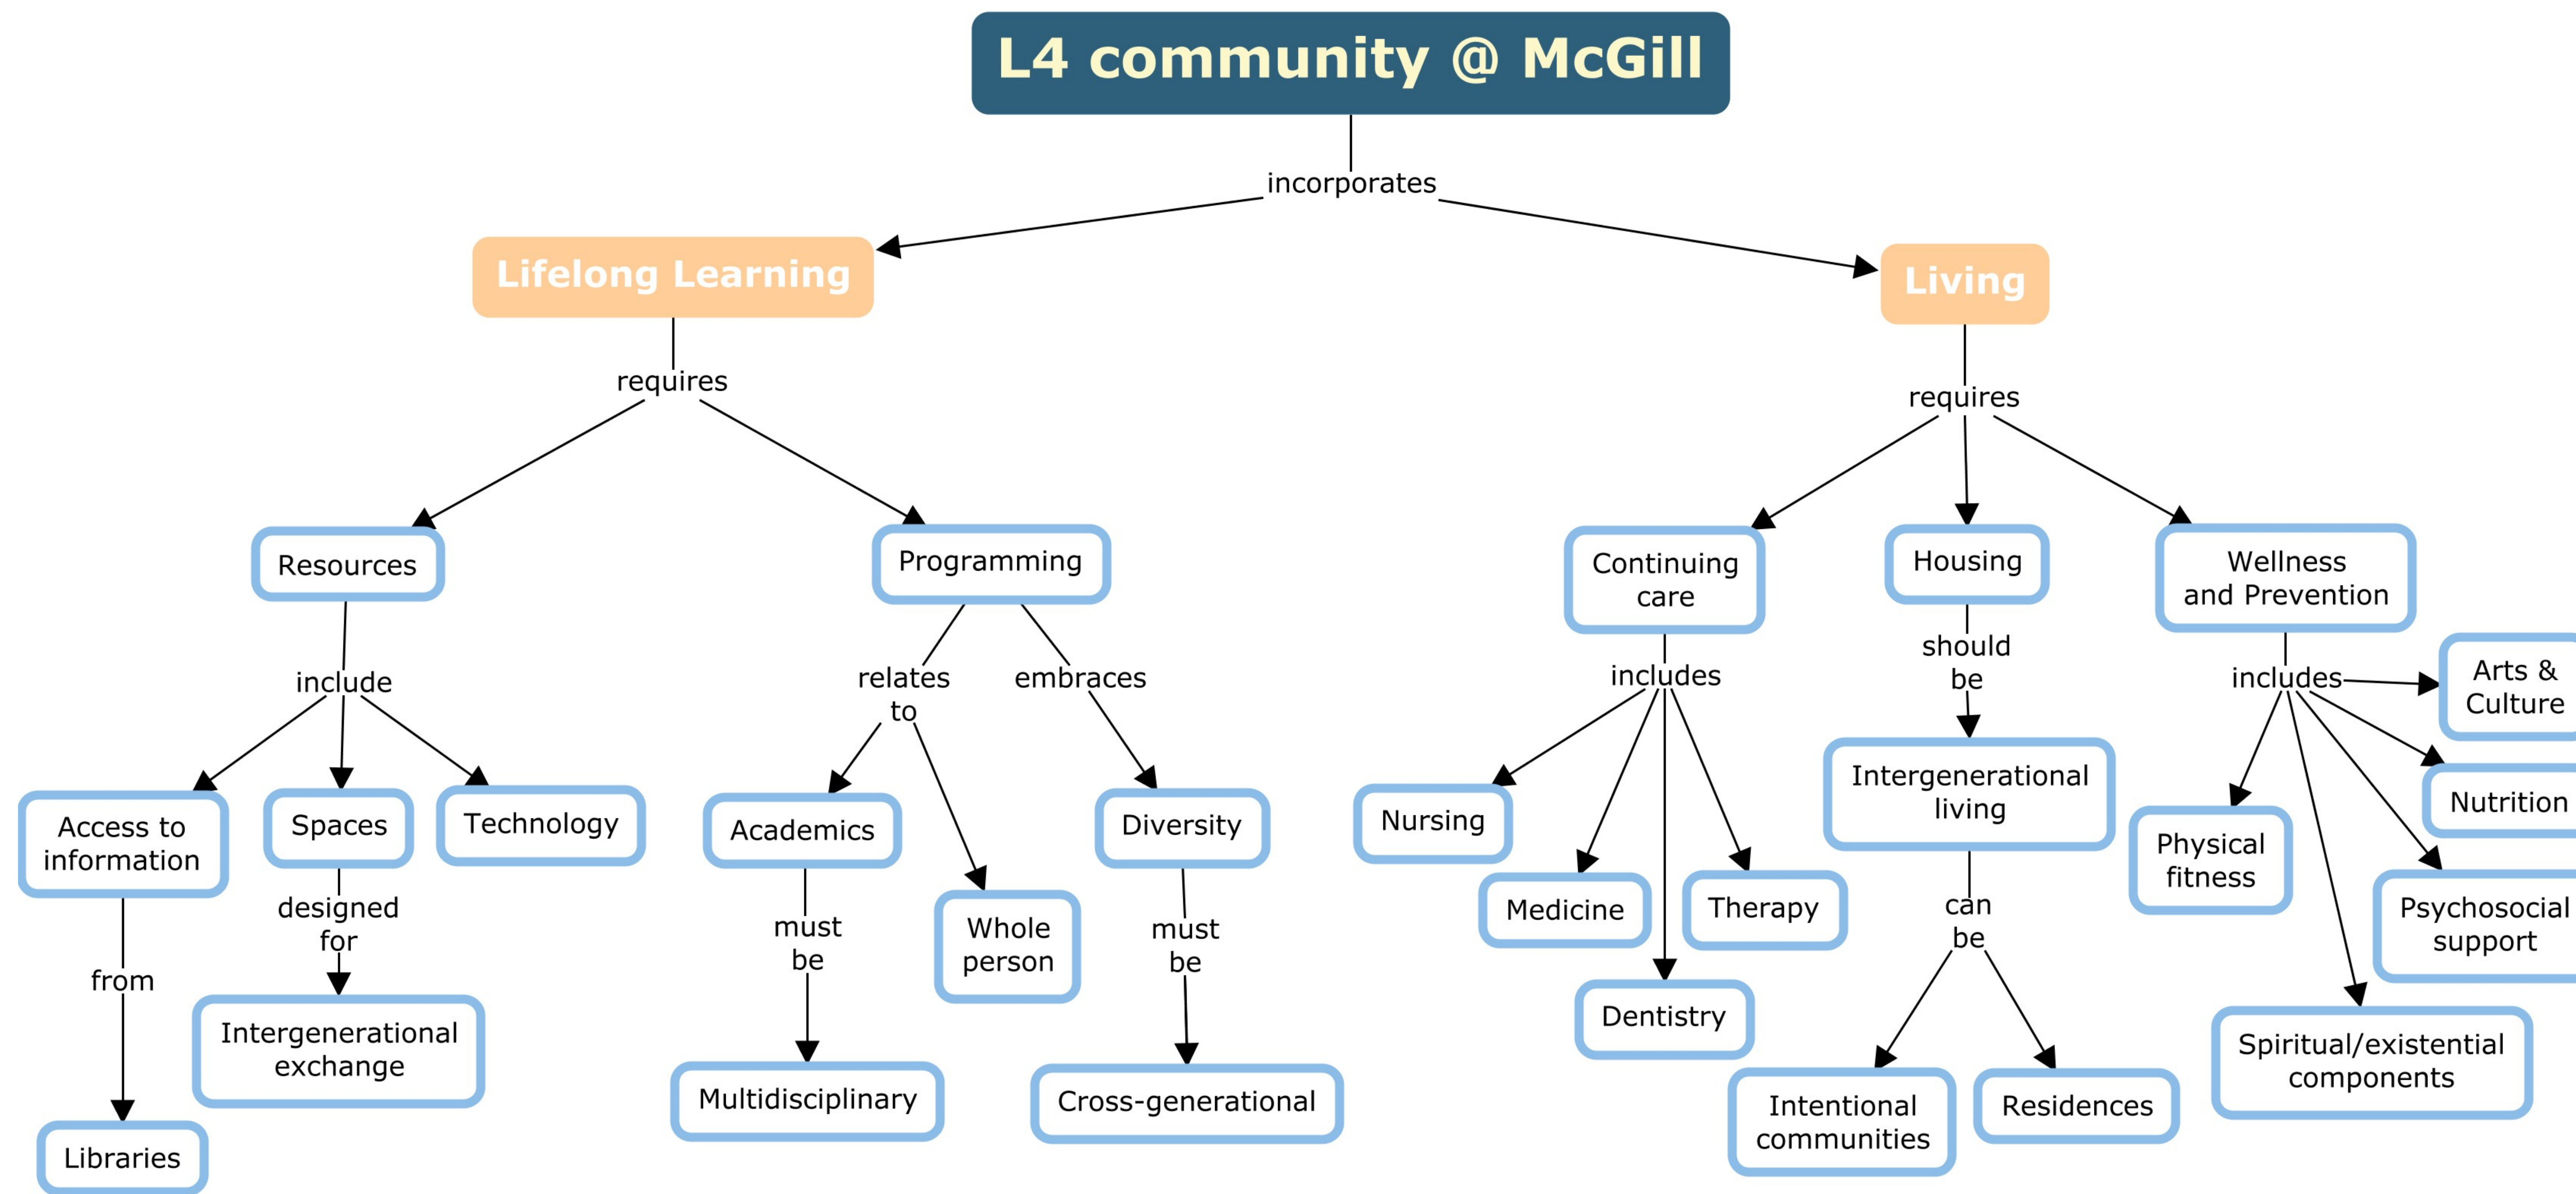 L4 community @ McGill
incorporates
Lifelong Learning
Living
requires
requires
Resources
Programming
Continuing
care
Housing
Wellness
and Prevention
include
relates
to
embraces
includes
should
be
includes
Arts &
Culture
Access to
information
Spaces
Technology
Academics
Diversity
Nursing
Intergenerational
living
Nutrition
Physical
fitness
Medicine
Therapy
Psychosocial
support
designed
for
from
must
be
Whole
person
must
be
can
be
Dentistry
Intergenerational
exchange
Spiritual/existential
components
Libraries
Multidisciplinary
Cross-generational
Intentional
communities
Residences